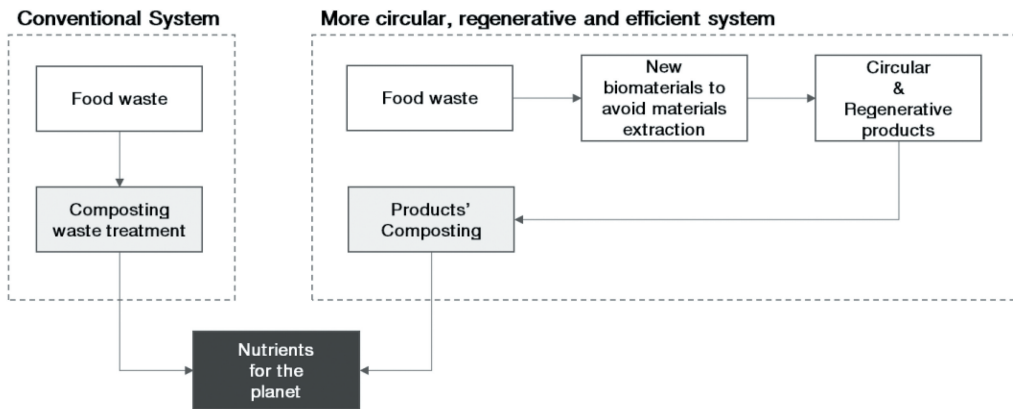 Conventional System
Food waste
Composting
waste treatment
More circular, regenerative and efficient system
Food waste
New
biomaterials to
avoid materials
extraction
Circular
&
Regenerative
products
Products’
Composting
Nutrients
for the
planet